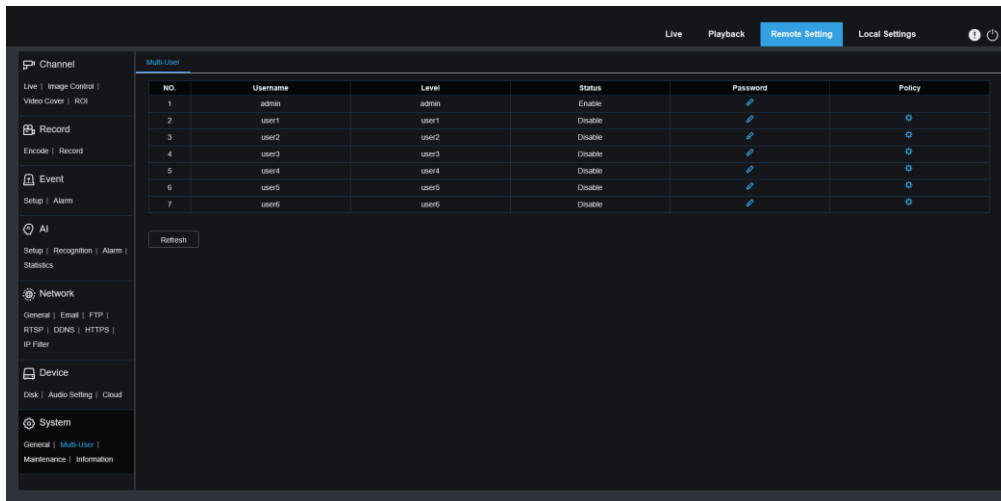 Live Playback Remote Setting Local Settings
Channel
Live | Image Control |
Video Cover | ROI
Record
Encode | Record
Event
Setup | Alarm
AI
Setup | Recognition | Alarm |
Statistics
Network
General | Email | FTP |
RTSP | DDNS | HTTPS |
IP Filter
Device
Disk | Audio Setting | Cloud
System
General | Multi-User |
Maintenance | Information
Multi-User
NO. Username Level Status Password Policy
1 admin admin Enable
2 user1 user1 Disable
3 user2 user2 Disable
4 user3 user3 Disable
5 user4 user4 Disable
6 user5 user5 Disable
7 user6 user6 Disable
Refresh